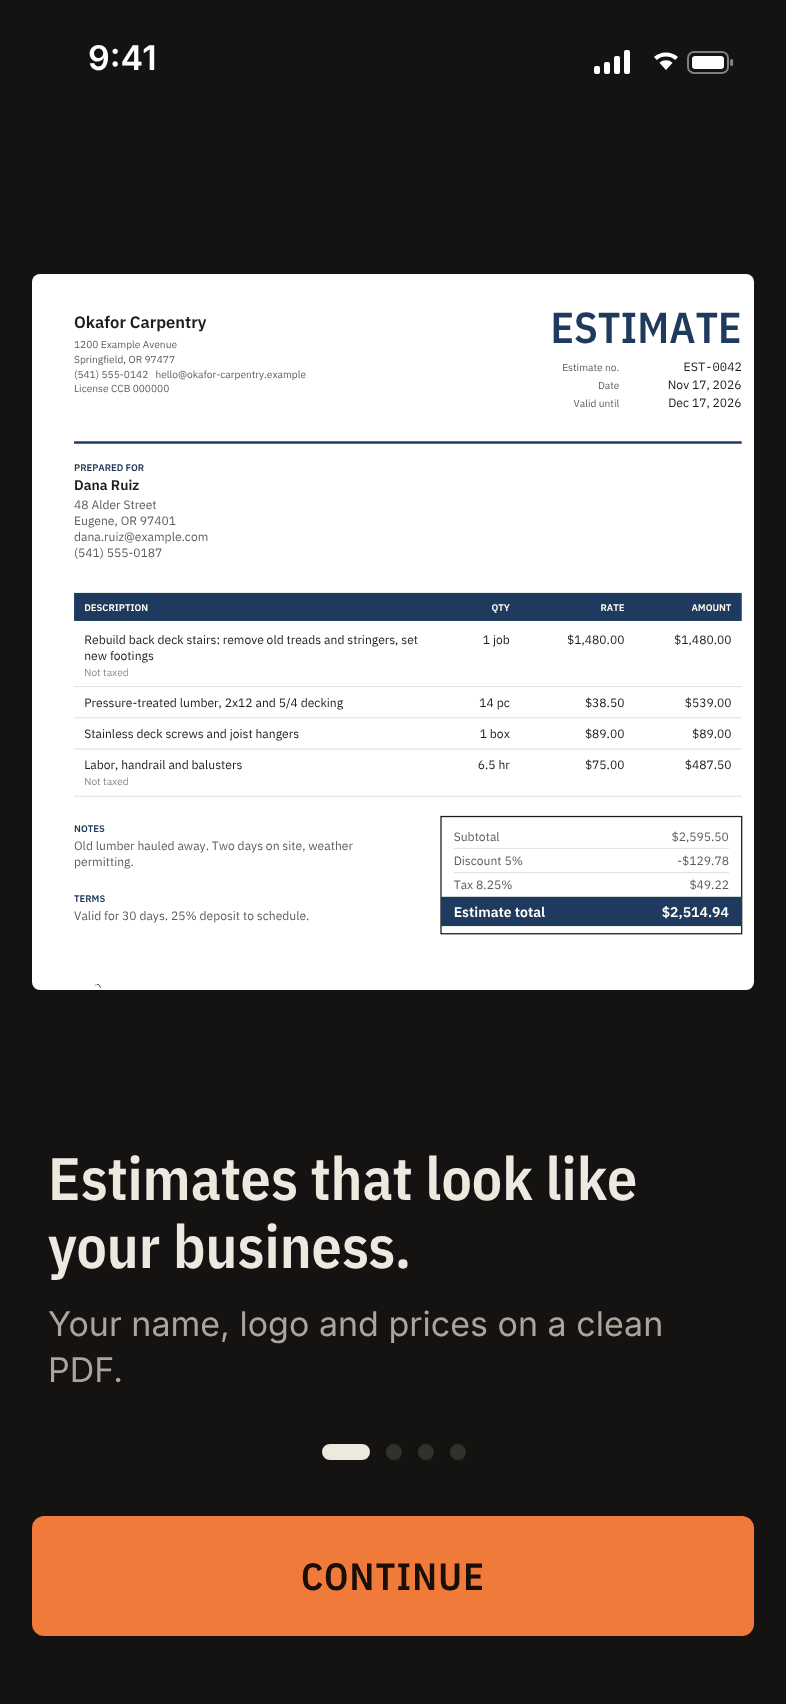 9:41
Okafor Carpentry
1200 Example Avenue
Springfield, OR 97477
(541) 555-0142 hello@okafor-carpentry.example
License CCB 000000
ESTIMATE
Estimate no. EST-0042
Date Nov 17, 2026
Valid until Dec 17, 2026
PREPARED FOR
Dana Ruiz
48 Alder Street
Eugene, OR 97401
dana.ruiz@example.com
(541) 555-0187
DESCRIPTION QTY RATE AMOUNT
Rebuild back deck stairs: remove old treads and stringers, set 1 job $1,480.00 $1,480.00
new footings
Not taxed
Pressure-treated lumber, 2x12 and 5/4 decking 14 pc $38.50 $539.00
Stainless deck screws and joist hangers 1 box $89.00 $89.00
Labor, handrail and balusters 6.5 hr $75.00 $487.50
Not taxed
NOTES
Old lumber hauled away. Two days on site, weather
permitting.
TERMS
Valid for 30 days. 25% deposit to schedule.
Subtotal $2,595.50
Discount 5% -$129.78
Tax 8.25% $49.22
Estimate total $2,514.94
Estimates that look like
your business.
Your name, logo and prices on a clean
PDF.
CONTINUE